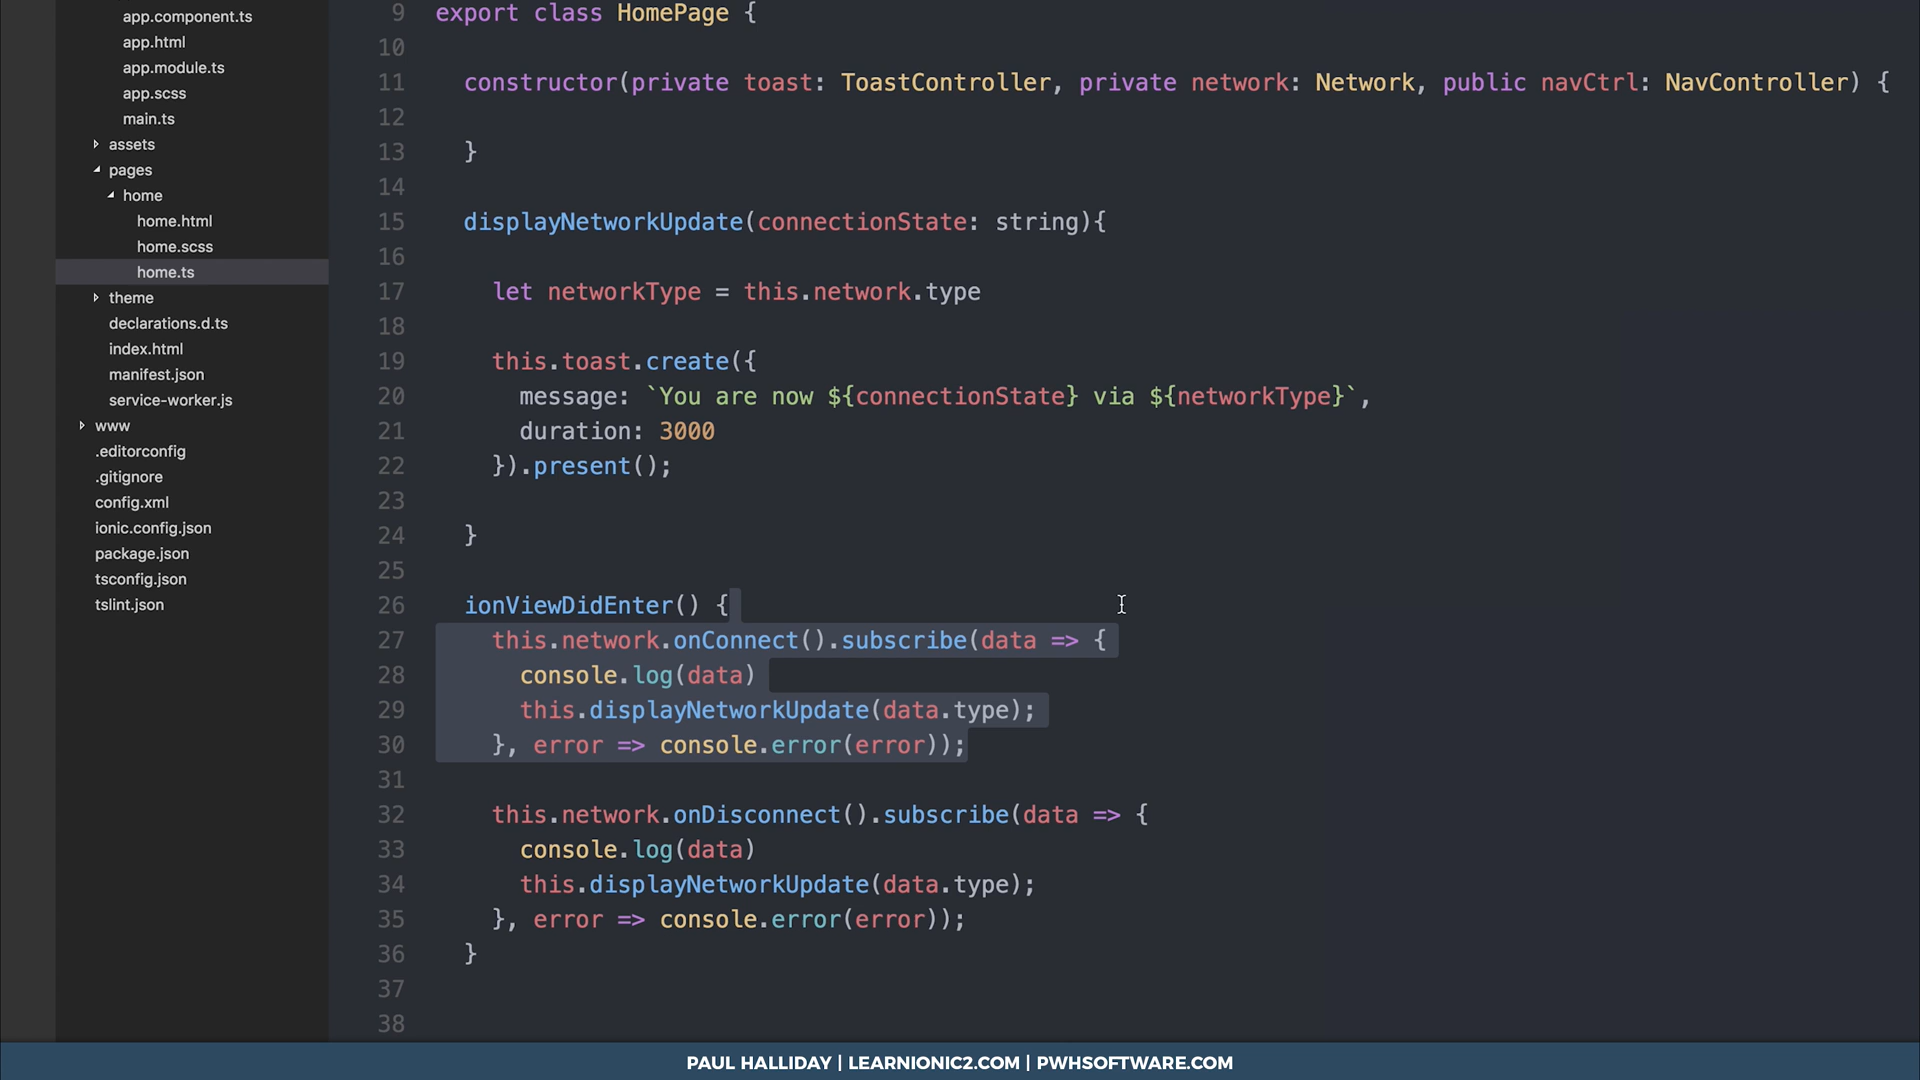 app.component.ts
app.html
app.module.ts
app.scss
main.ts
assets
pages
home
home.html
home.scss
home.ts
theme
declarations.d.ts
index.html
manifest.json
service-worker.js
www
.editorconfig
.gitignore
config.xml
ionic.config.json
package.json
tsconfig.json
tslint.json
9 export class HomePage {
10
11 constructor(private toast: ToastController, private network: Network, public navCtrl: NavController) {
12
13 }
14
15 displayNetworkUpdate(connectionState: string){
16
17 let networkType = this.network.type
18
19 this.toast.create({
20 message: `You are now ${connectionState} via ${networkType}`,
21 duration: 3000
22 }).present();
23
24 }
25
26 ionViewDidEnter() {
27 this.network.onConnect().subscribe(data => {
28 console.log(data)
29 this.displayNetworkUpdate(data.type);
30 }, error => console.error(error));
31
32 this.network.onDisconnect().subscribe(data => {
33 console.log(data)
34 this.displayNetworkUpdate(data.type);
35 }, error => console.error(error));
36 }
37
38
PAUL HALLIDAY | LEARNIONIC2.COM | PWHSOFTWARE.COM